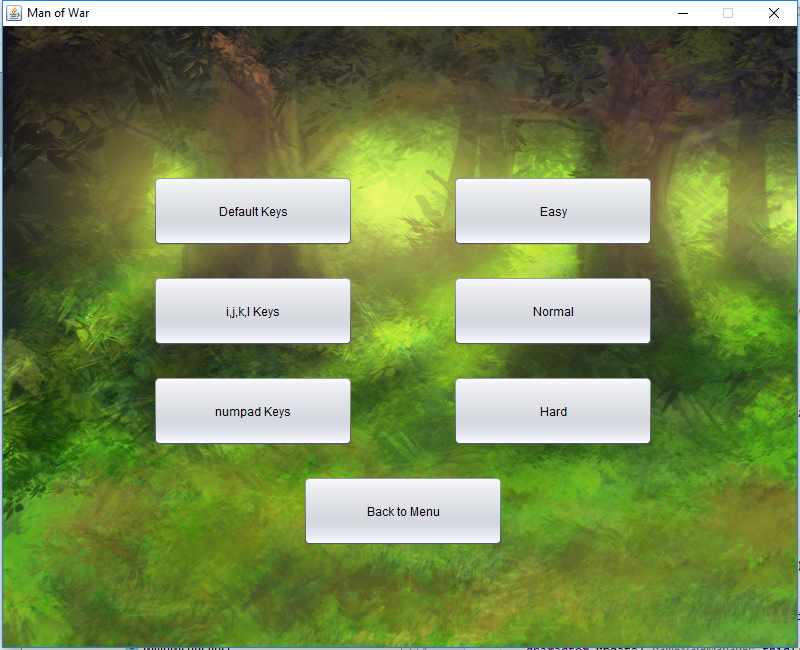 Man of War
Default Keys
Easy
i,j,k,l Keys
Normal
numpad Keys
Hard
Back to Menu